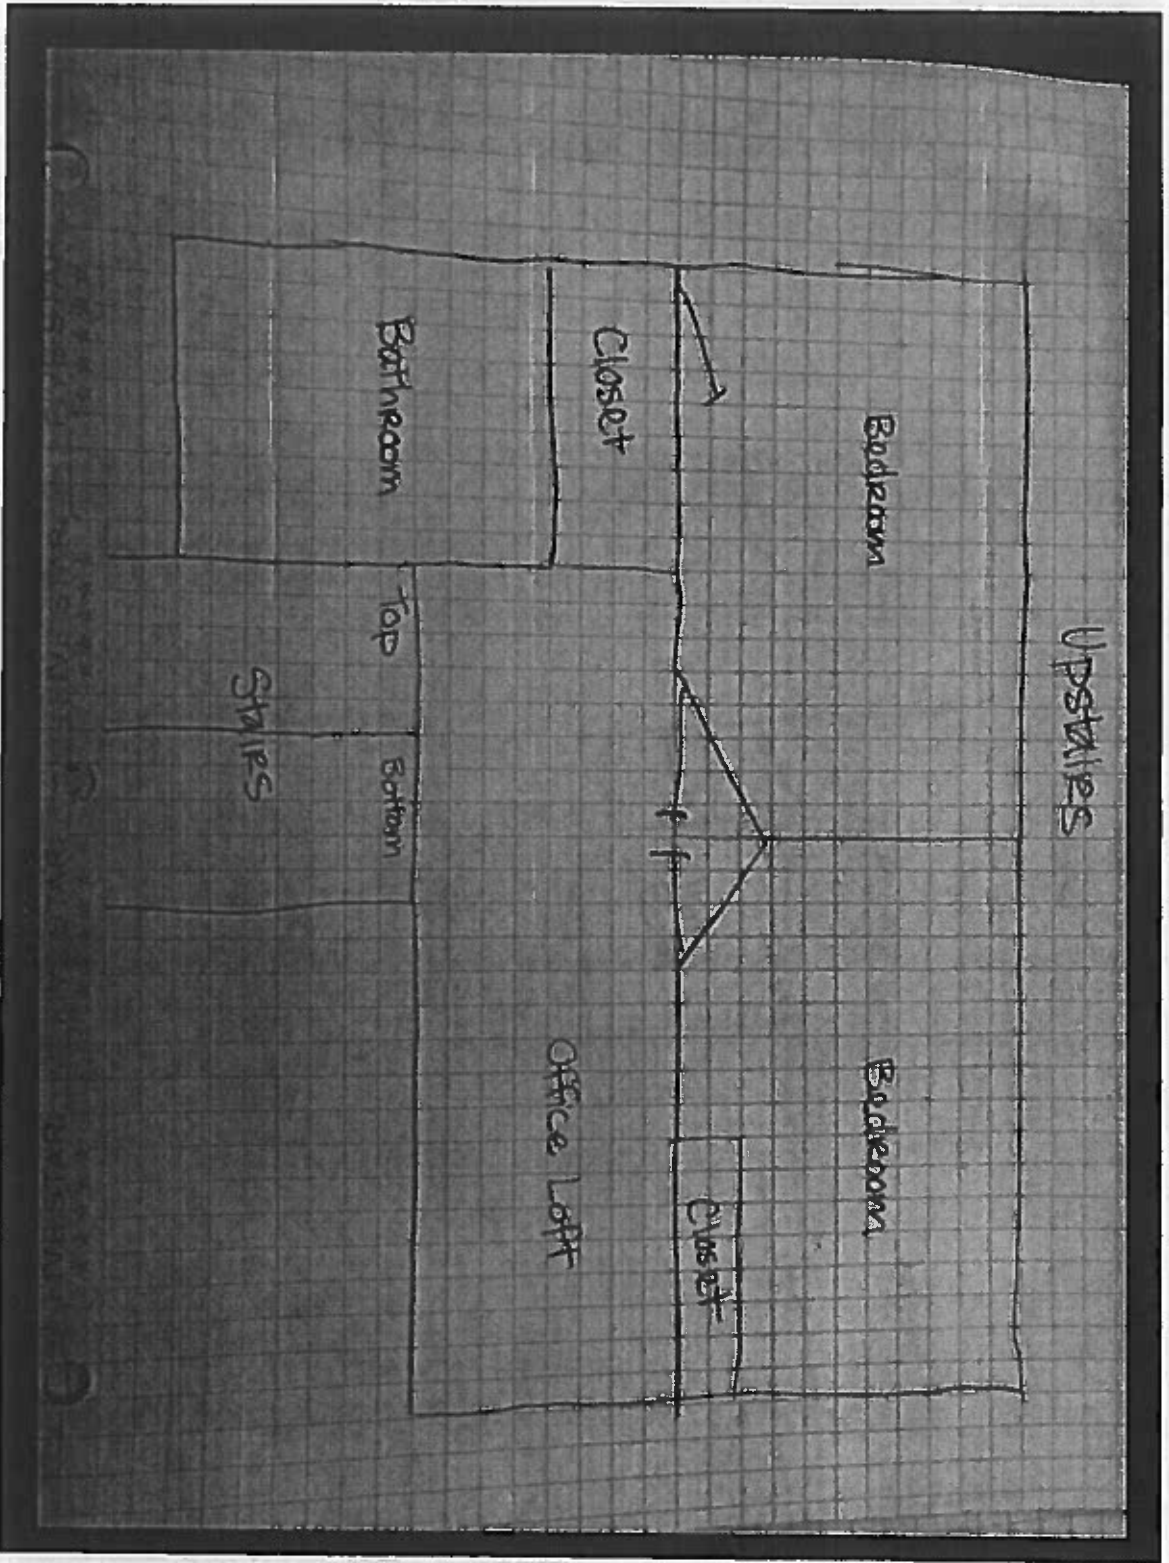 Upstairs
Bedroom
Bedroom
Closet
Closet
Office Loft
Bathroom
Top
Bottom
Stairs